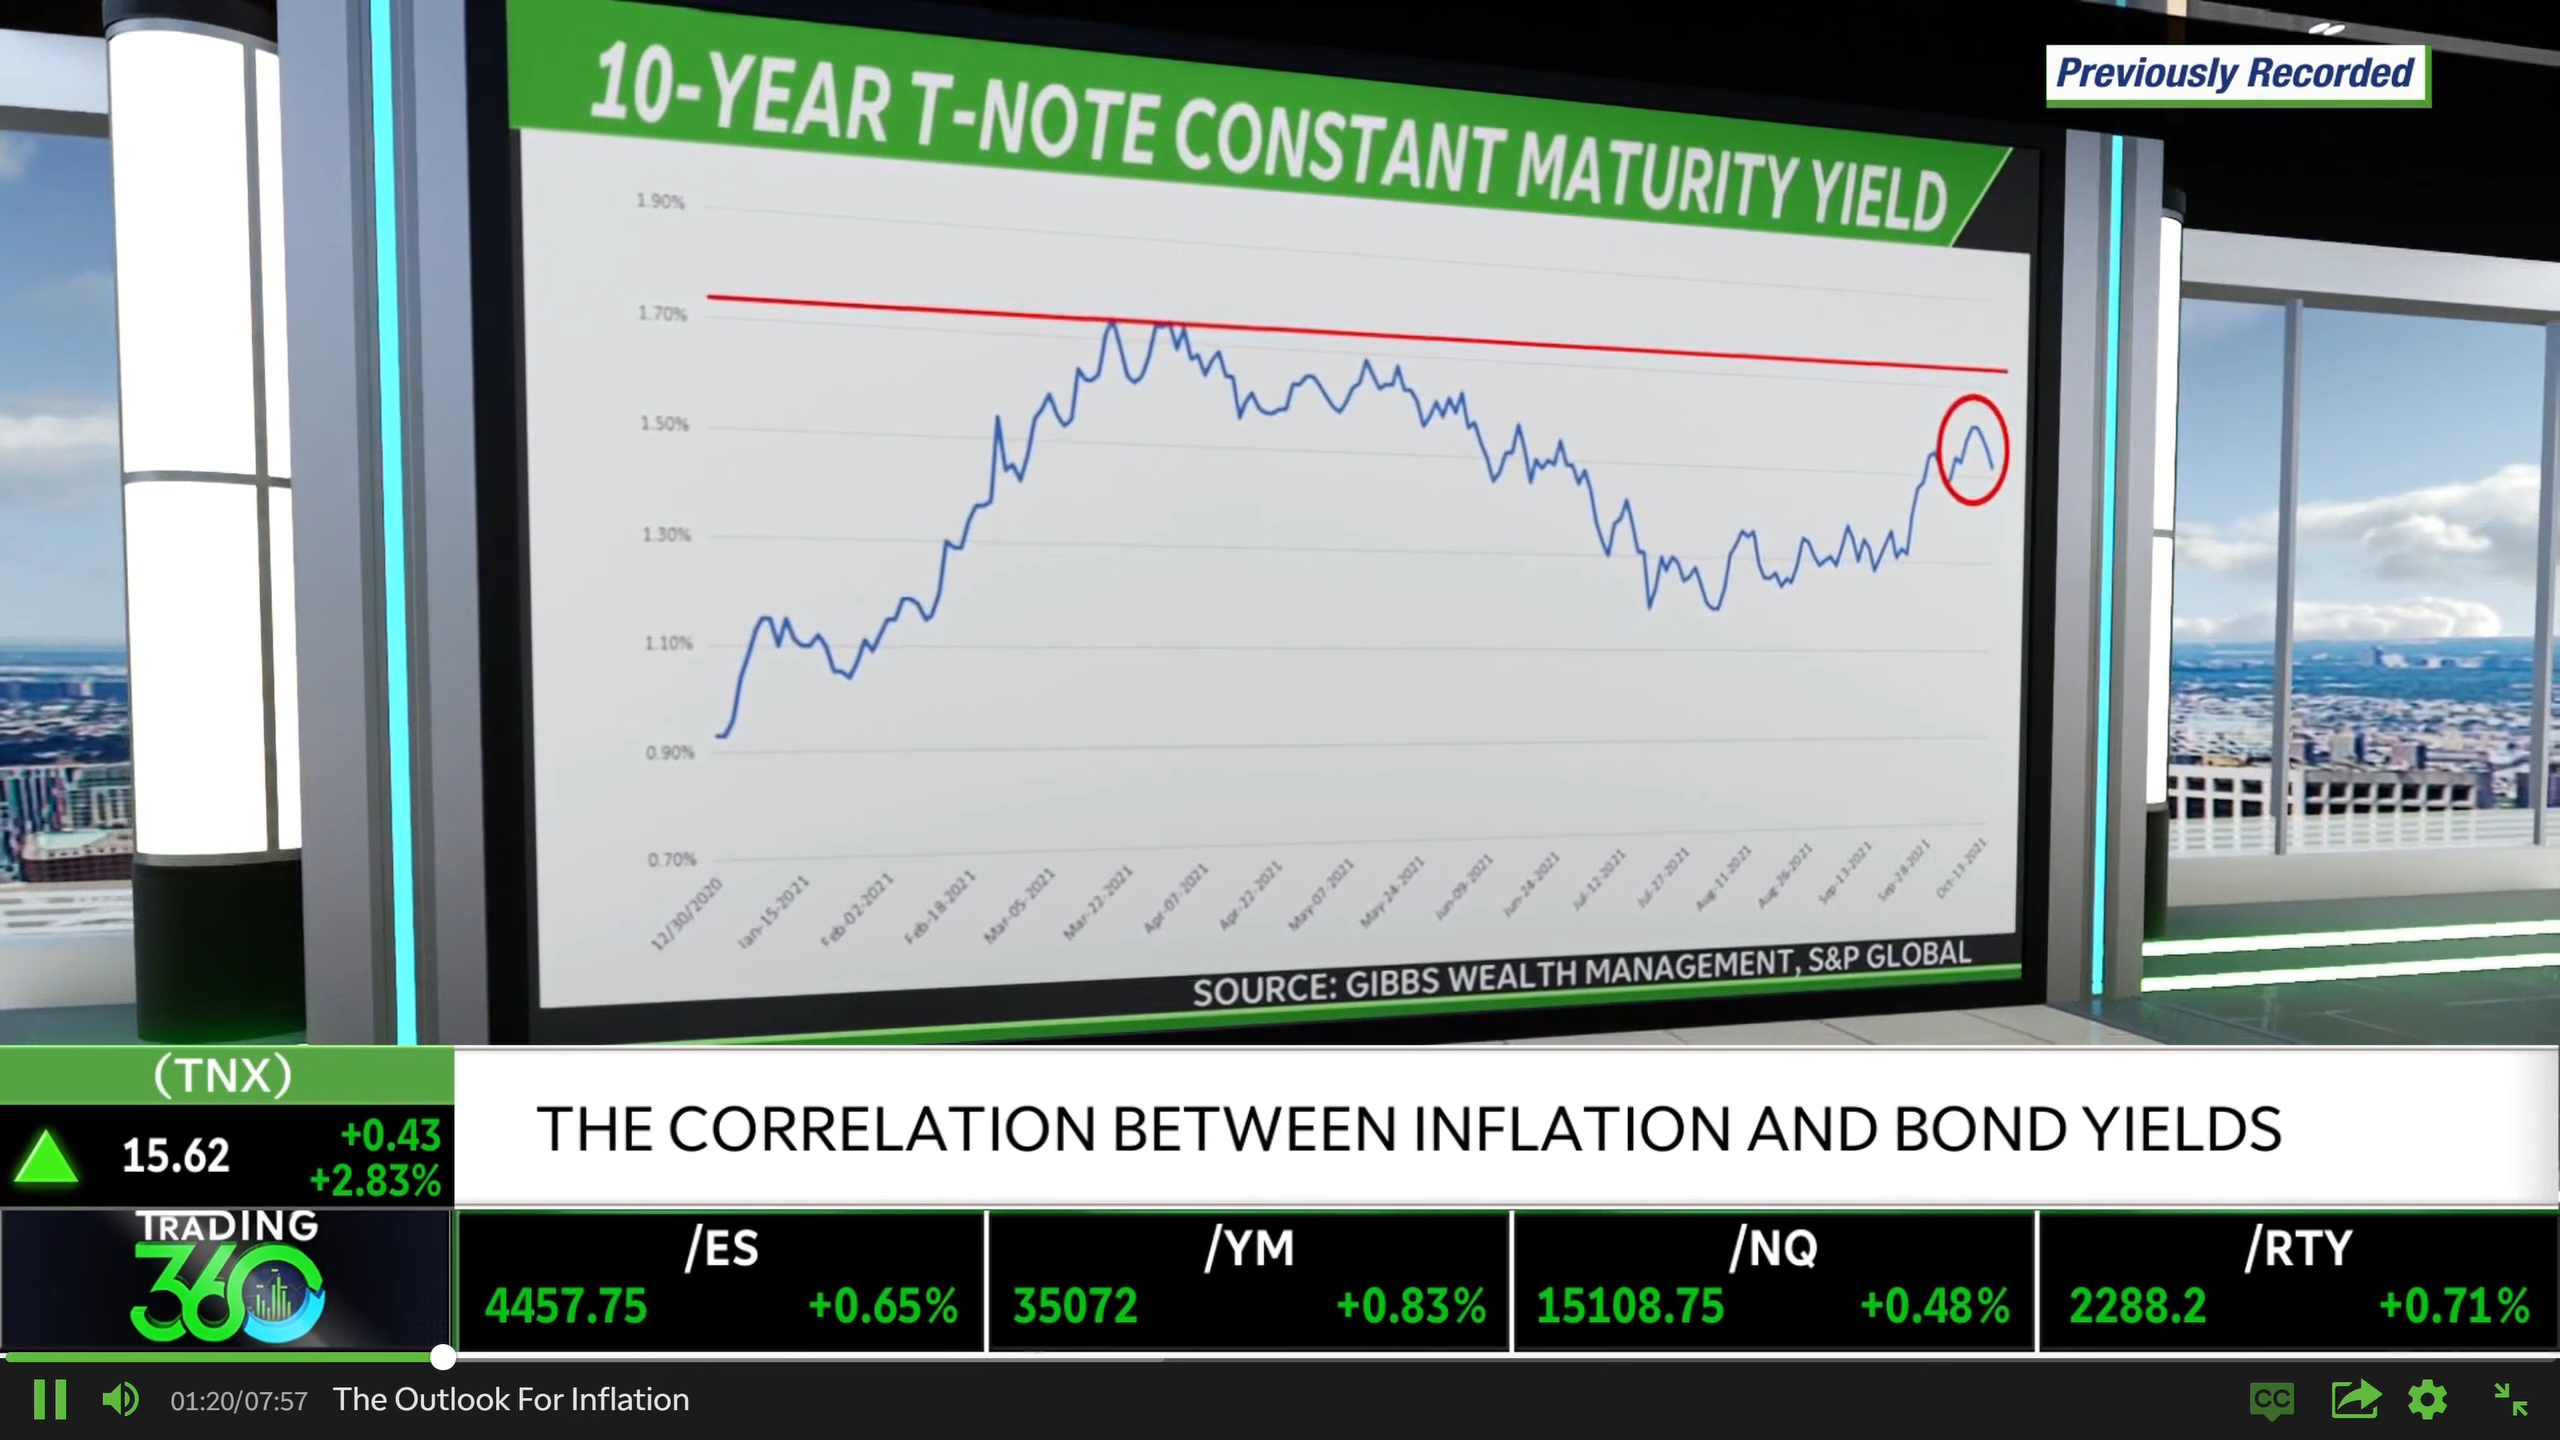 Previously Recorded
10-YEAR T-NOTE CONSTANT MATURITY YIELD
1.90%
1.70%
1.50%
1.30%
1.10%
0.90%
0.70%
12/30/2020
Jan-15-2021
Feb-02-2021
Feb-18-2021
Mar-05-2021
Mar-22-2021
Apr-07-2021
Apr-22-2021
May-07-2021
May-24-2021
Jun-09-2021
Jun-24-2021
Jul-12-2021
Jul-27-2021
Aug-11-2021
Aug-26-2021
Sep-13-2021
Sep-28-2021
Oct-13-2021
SOURCE: GIBBS WEALTH MANAGEMENT, S&P GLOBAL
(TNX)
15.62
+0.43
+2.83%
THE CORRELATION BETWEEN INFLATION AND BOND YIELDS
TRADING
360
/ES
4457.75 +0.65%
/YM
35072 +0.83%
/NQ
15108.75 +0.48%
/RTY
2288.2 +0.71%
01:20/07:57 The Outlook For Inflation
CC